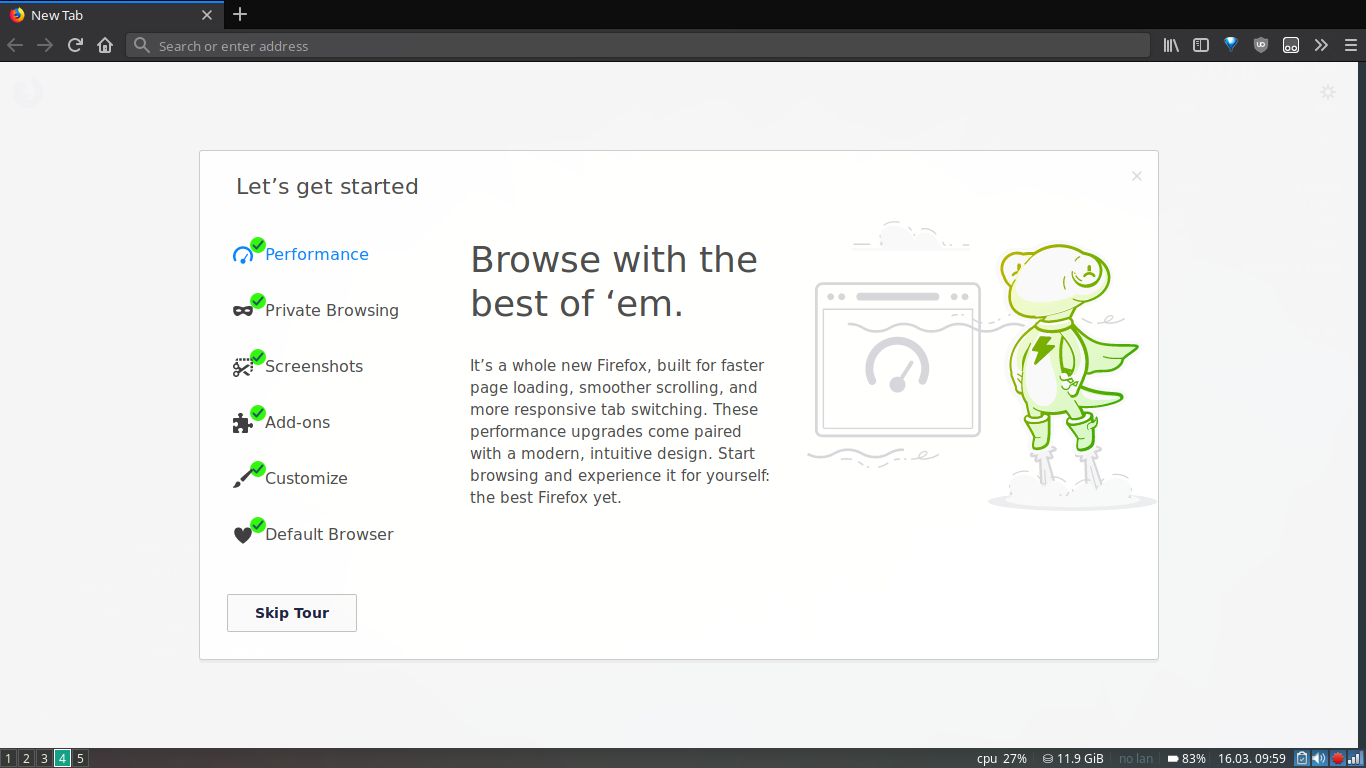 New Tab
Search or enter address
Let’s get started
Performance
Private Browsing
Screenshots
Add-ons
Customize
Default Browser
Skip Tour
Browse with the
best of ‘em.
It’s a whole new Firefox, built for faster
page loading, smoother scrolling, and
more responsive tab switching. These
performance upgrades come paired
with a modern, intuitive design. Start
browsing and experience it for yourself:
the best Firefox yet.
1 2 3 4 5 cpu 27% 11.9 GiB no lan 83% 16.03. 09:59